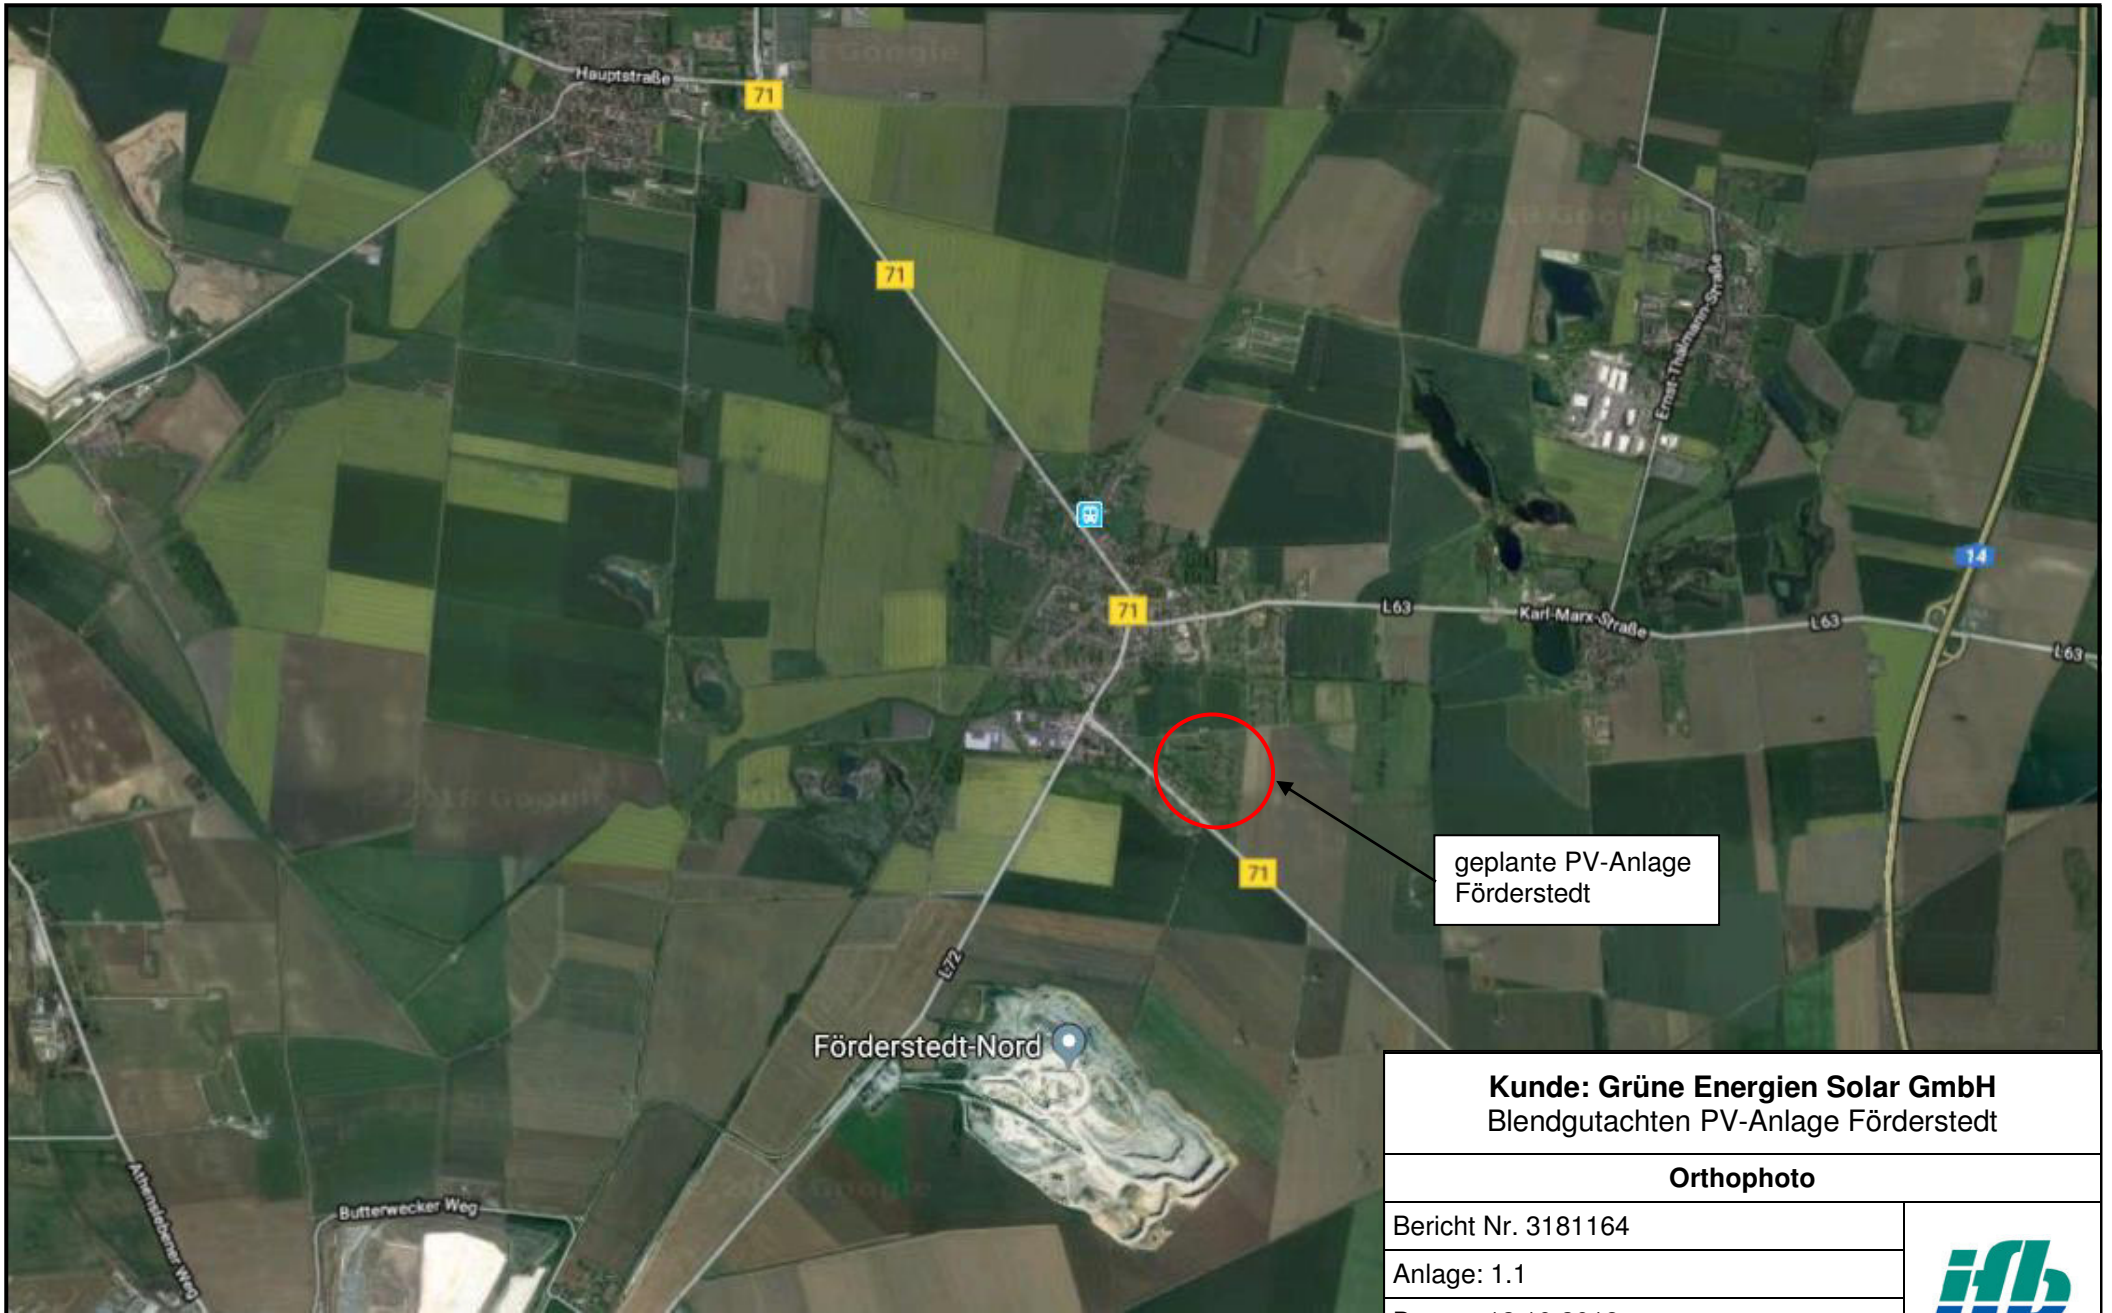 Hauptstraße
71
71
Ernst-Thälmann-Straße
14
71
L63
Karl-Marx-Straße
L63
L63
geplante PV-Anlage
Förderstedt
71
L72
Förderstedt-Nord
Athenslebener Weg
Butterwecker Weg
Kunde: Grüne Energien Solar GmbH
Blendgutachten PV-Anlage Förderstedt
Orthophoto
Bericht Nr. 3181164
Anlage: 1.1
ifb